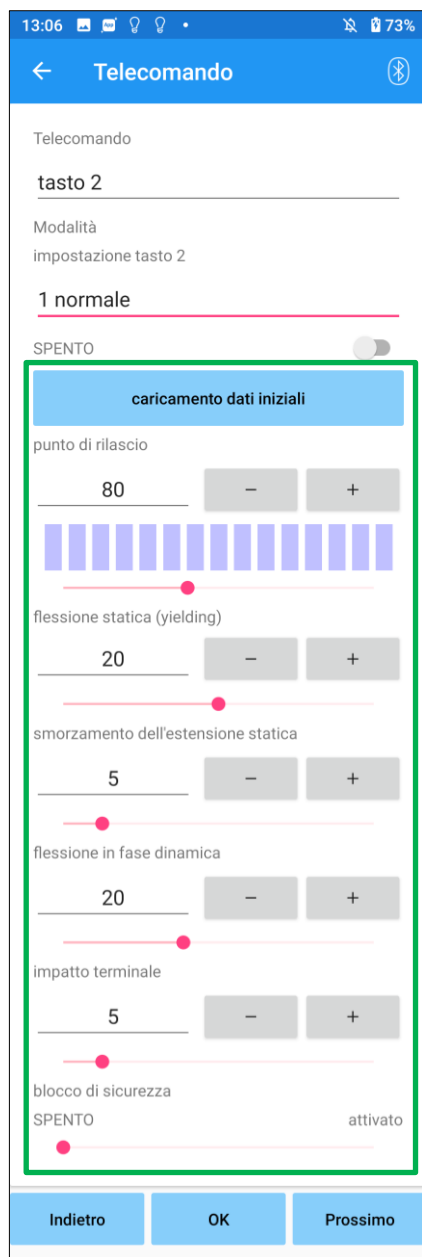 13:06 73%
Telecomando
Telecomando
tasto 2
Modalità
impostazione tasto 2
1 normale
SPENTO
caricamento dati iniziali
punto di rilascio
80 − +
flessione statica (yielding)
20 − +
smorzamento dell'estensione statica
5 − +
flessione in fase dinamica
20 − +
impatto terminale
5 − +
blocco di sicurezza
SPENTO attivato
Indietro OK Prossimo